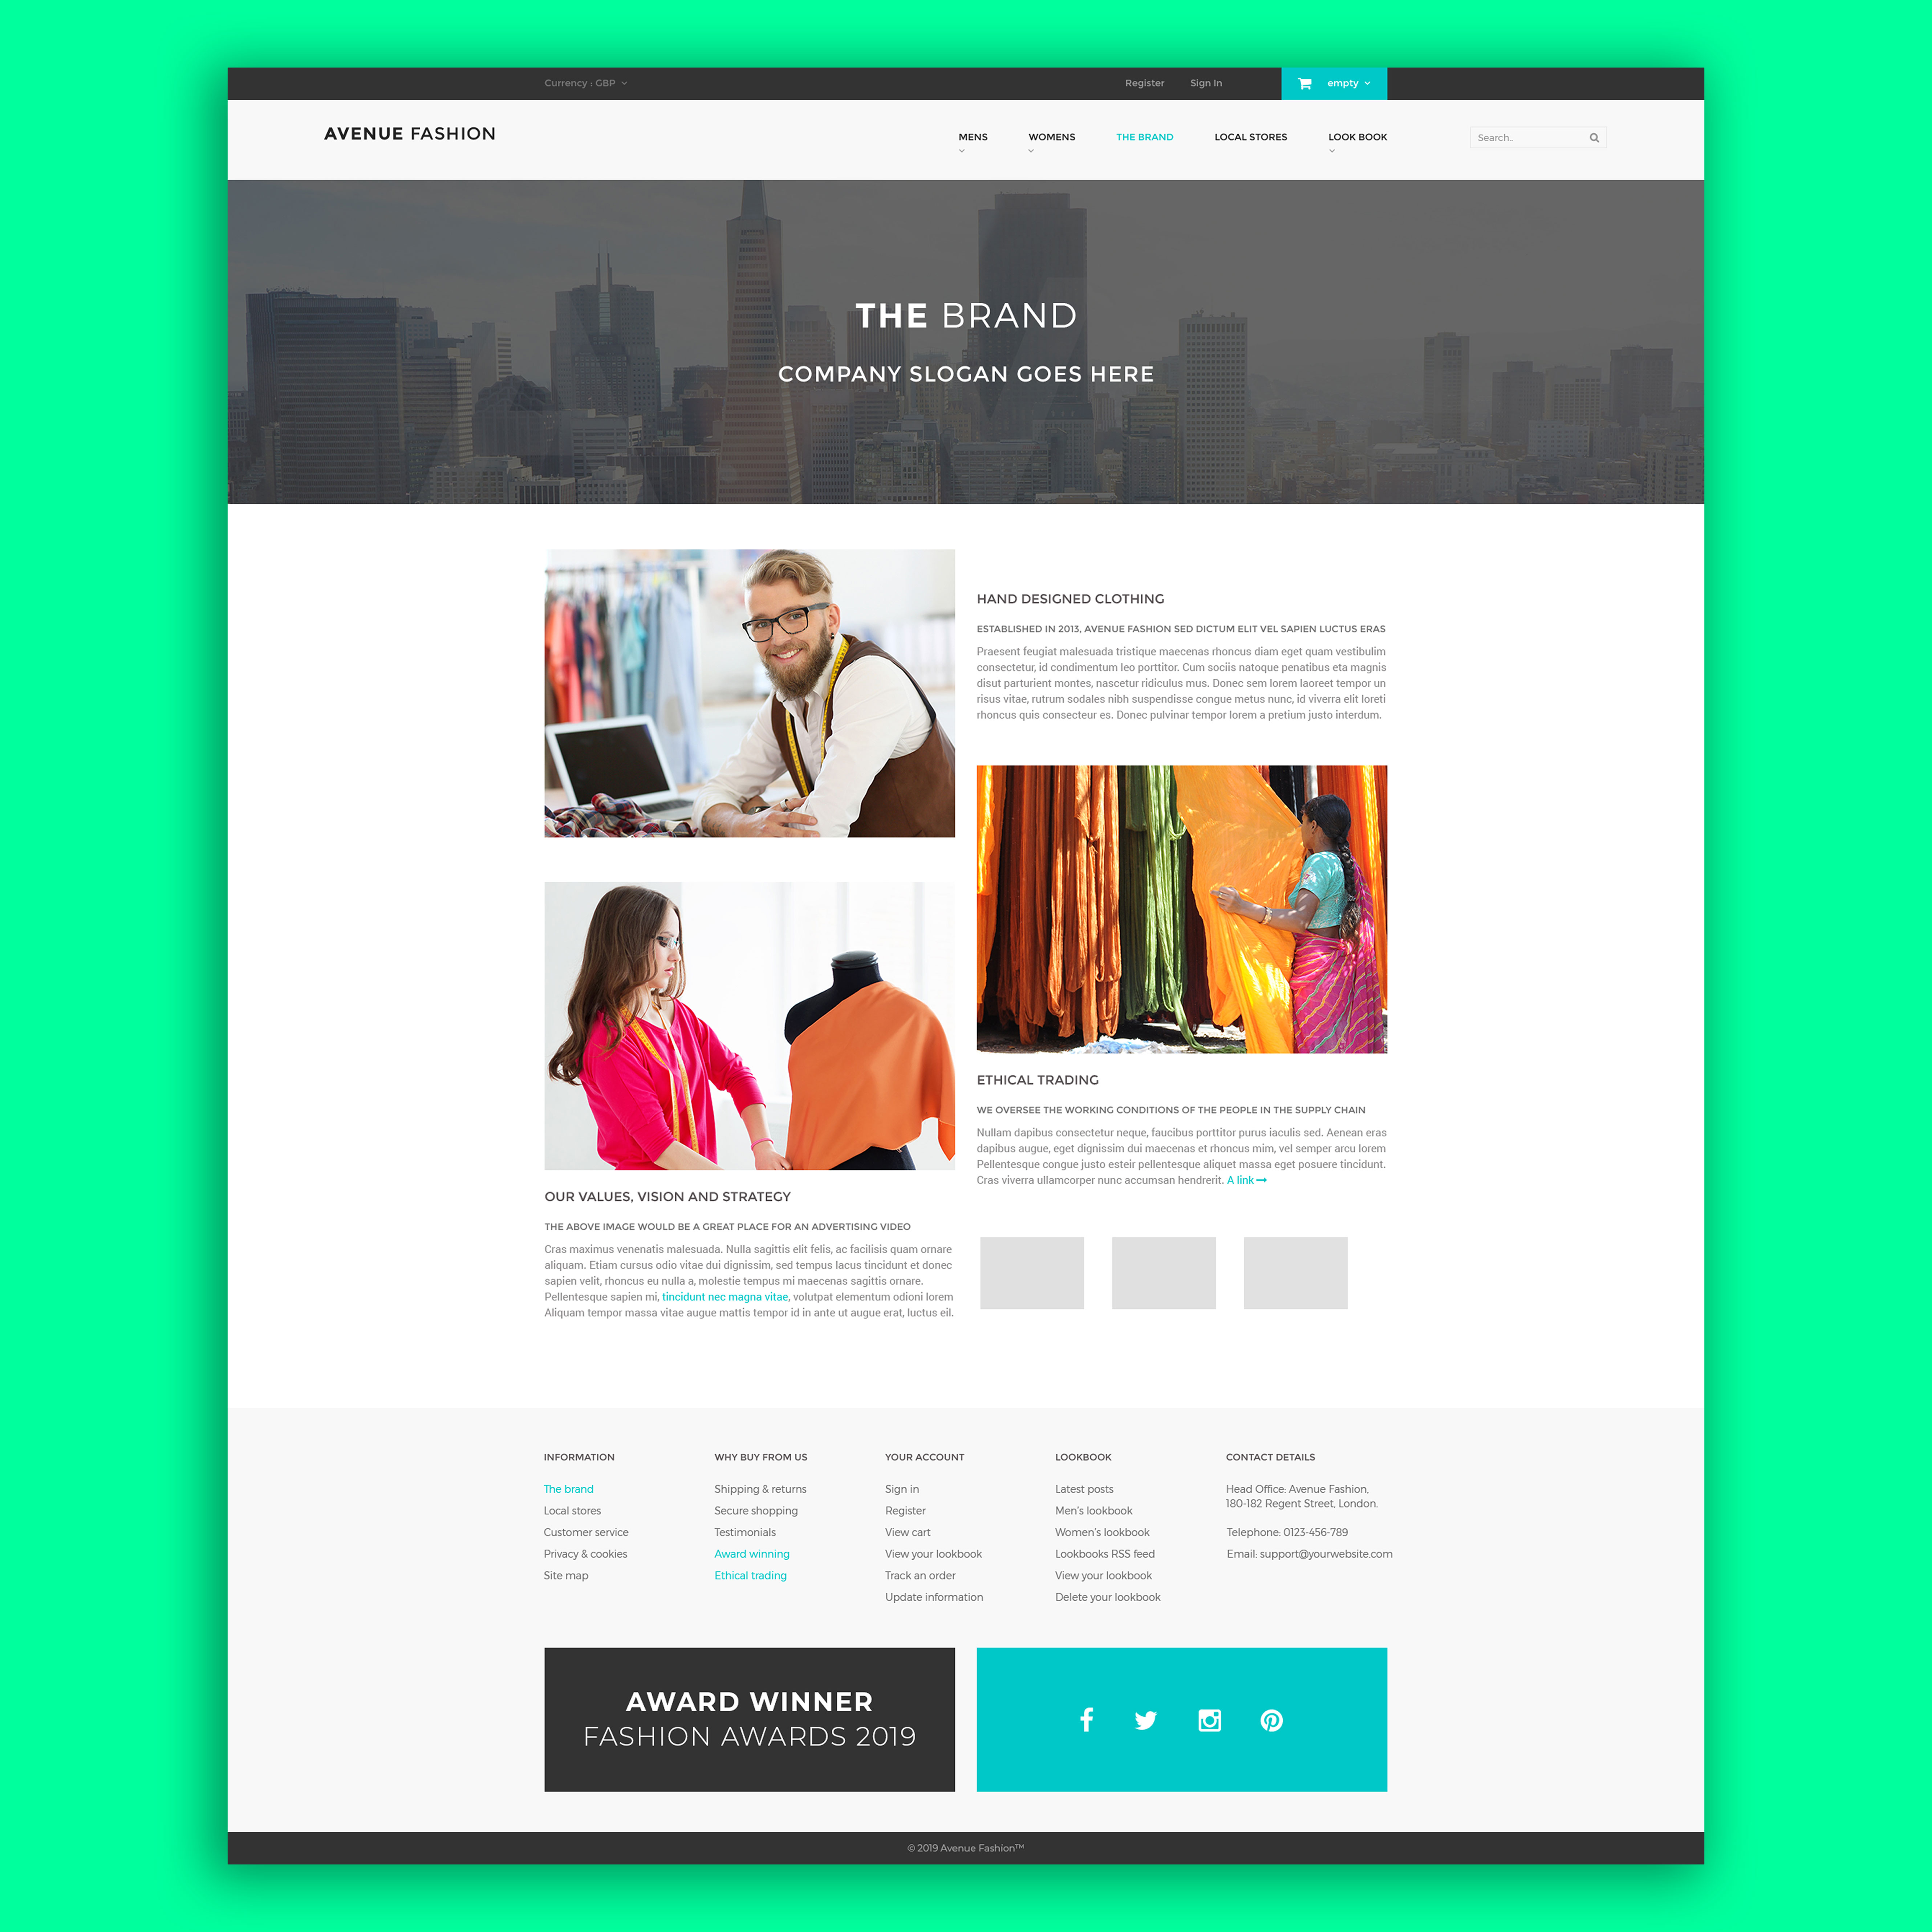 Currency : GBP
Register
Sign In
empty
AVENUE FASHION
MENS
WOMENS
THE BRAND
LOCAL STORES
LOOK BOOK
Search..
THE BRAND
COMPANY SLOGAN GOES HERE
HAND DESIGNED CLOTHING
ESTABLISHED IN 2013, AVENUE FASHION SED DICTUM ELIT VEL SAPIEN LUCTUS ERAS
Praesent feugiat malesuada tristique maecenas rhoncus diam eget quam vestibulim
consectetur, id condimentum leo porttitor. Cum sociis natoque penatibus eta magnis
disut parturient montes, nascetur ridiculus mus. Donec sem lorem laoreet tempor un
risus vitae, rutrum sodales nibh suspendisse congue metus nunc, id viverra elit loreti
rhoncus quis consecteur es. Donec pulvinar tempor lorem a pretium justo interdum.
ETHICAL TRADING
WE OVERSEE THE WORKING CONDITIONS OF THE PEOPLE IN THE SUPPLY CHAIN
Nullam dapibus consectetur neque, faucibus porttitor purus iaculis sed. Aenean eras
dapibus augue, eget dignissim dui maecenas et rhoncus mim, vel semper arcu lorem
Pellentesque congue justo esteir pellentesque aliquet massa eget posuere tincidunt.
Cras viverra ullamcorper nunc accumsan hendrerit. A link
OUR VALUES, VISION AND STRATEGY
THE ABOVE IMAGE WOULD BE A GREAT PLACE FOR AN ADVERTISING VIDEO
Cras maximus venenatis malesuada. Nulla sagittis elit felis, ac facilisis quam ornare
aliquam. Etiam cursus odio vitae dui dignissim, sed tempus lacus tincidunt et donec
sapien velit, rhoncus eu nulla a, molestie tempus mi maecenas sagittis ornare.
Pellentesque sapien mi, tincidunt nec magna vitae, volutpat elementum odioni lorem
Aliquam tempor massa vitae augue mattis tempor id in ante ut augue erat, luctus eil.
INFORMATION
The brand
Local stores
Customer service
Privacy & cookies
Site map
WHY BUY FROM US
Shipping & returns
Secure shopping
Testimonials
Award winning
Ethical trading
YOUR ACCOUNT
Sign in
Register
View cart
View your lookbook
Track an order
Update information
LOOKBOOK
Latest posts
Men's lookbook
Women's lookbook
Lookbooks RSS feed
View your lookbook
Delete your lookbook
CONTACT DETAILS
Head Office: Avenue Fashion,
180-182 Regent Street, London.
Telephone: 0123-456-789
Email: support@yourwebsite.com
AWARD WINNER
FASHION AWARDS 2019
© 2019 Avenue Fashion™